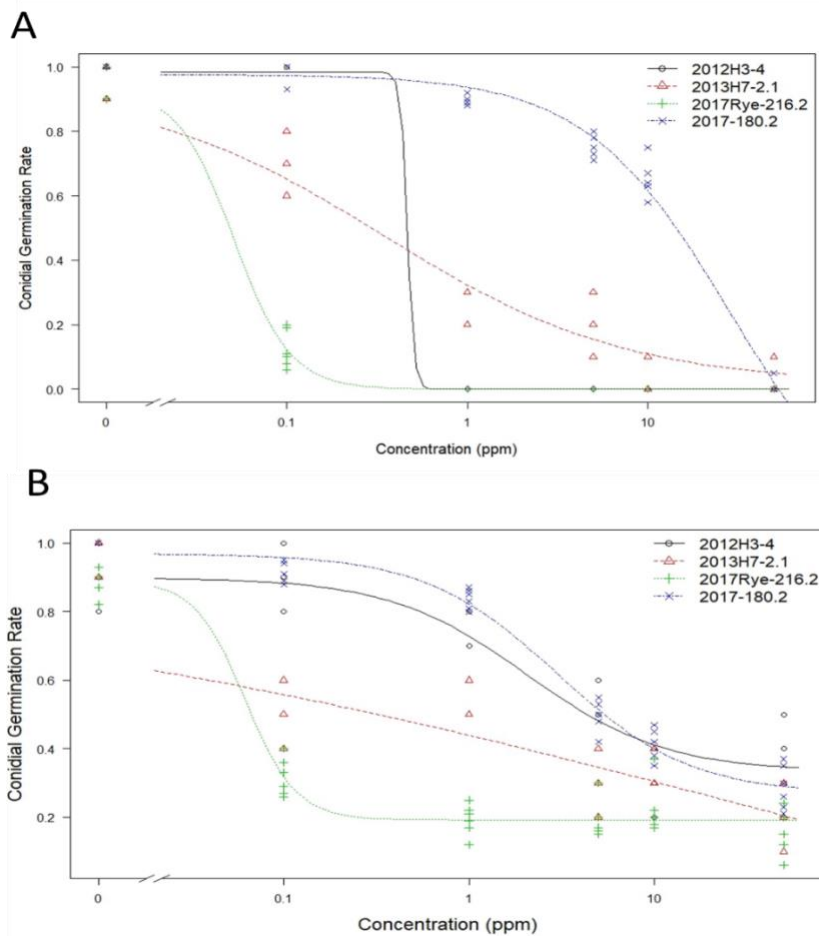 A
Conidial Germination Rate
1.0
0.8
0.6
0.4
0.2
0.0
2012H3-4
2013H7-2.1
2017Rye-216.2
2017-180.2
0 0.1 1 10
Concentration (ppm)
B
Conidial Germination Rate
1.0
0.8
0.6
0.4
0.2
2012H3-4
2013H7-2.1
2017Rye-216.2
2017-180.2
0 0.1 1 10
Concentration (ppm)